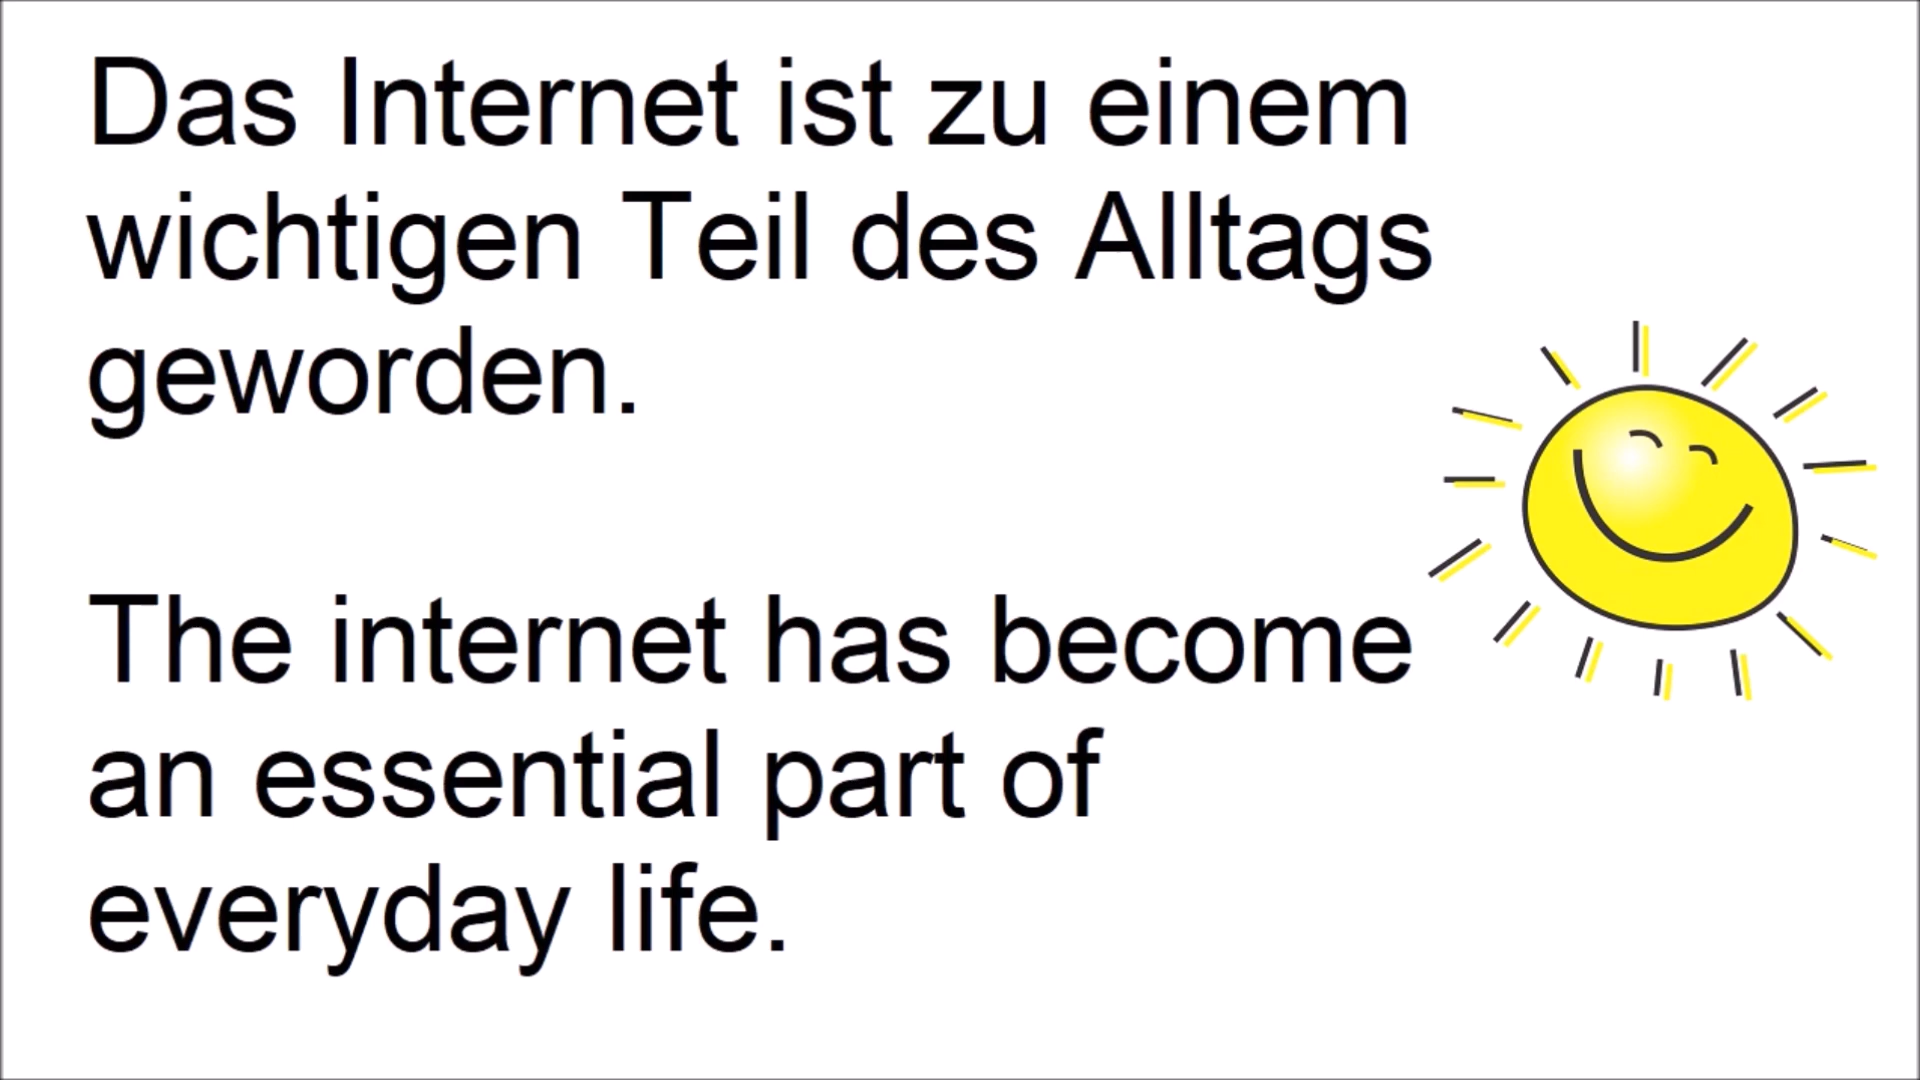 Das Internet ist zu einem
wichtigen Teil des Alltags
geworden.
The internet has become
an essential part of
everyday life.